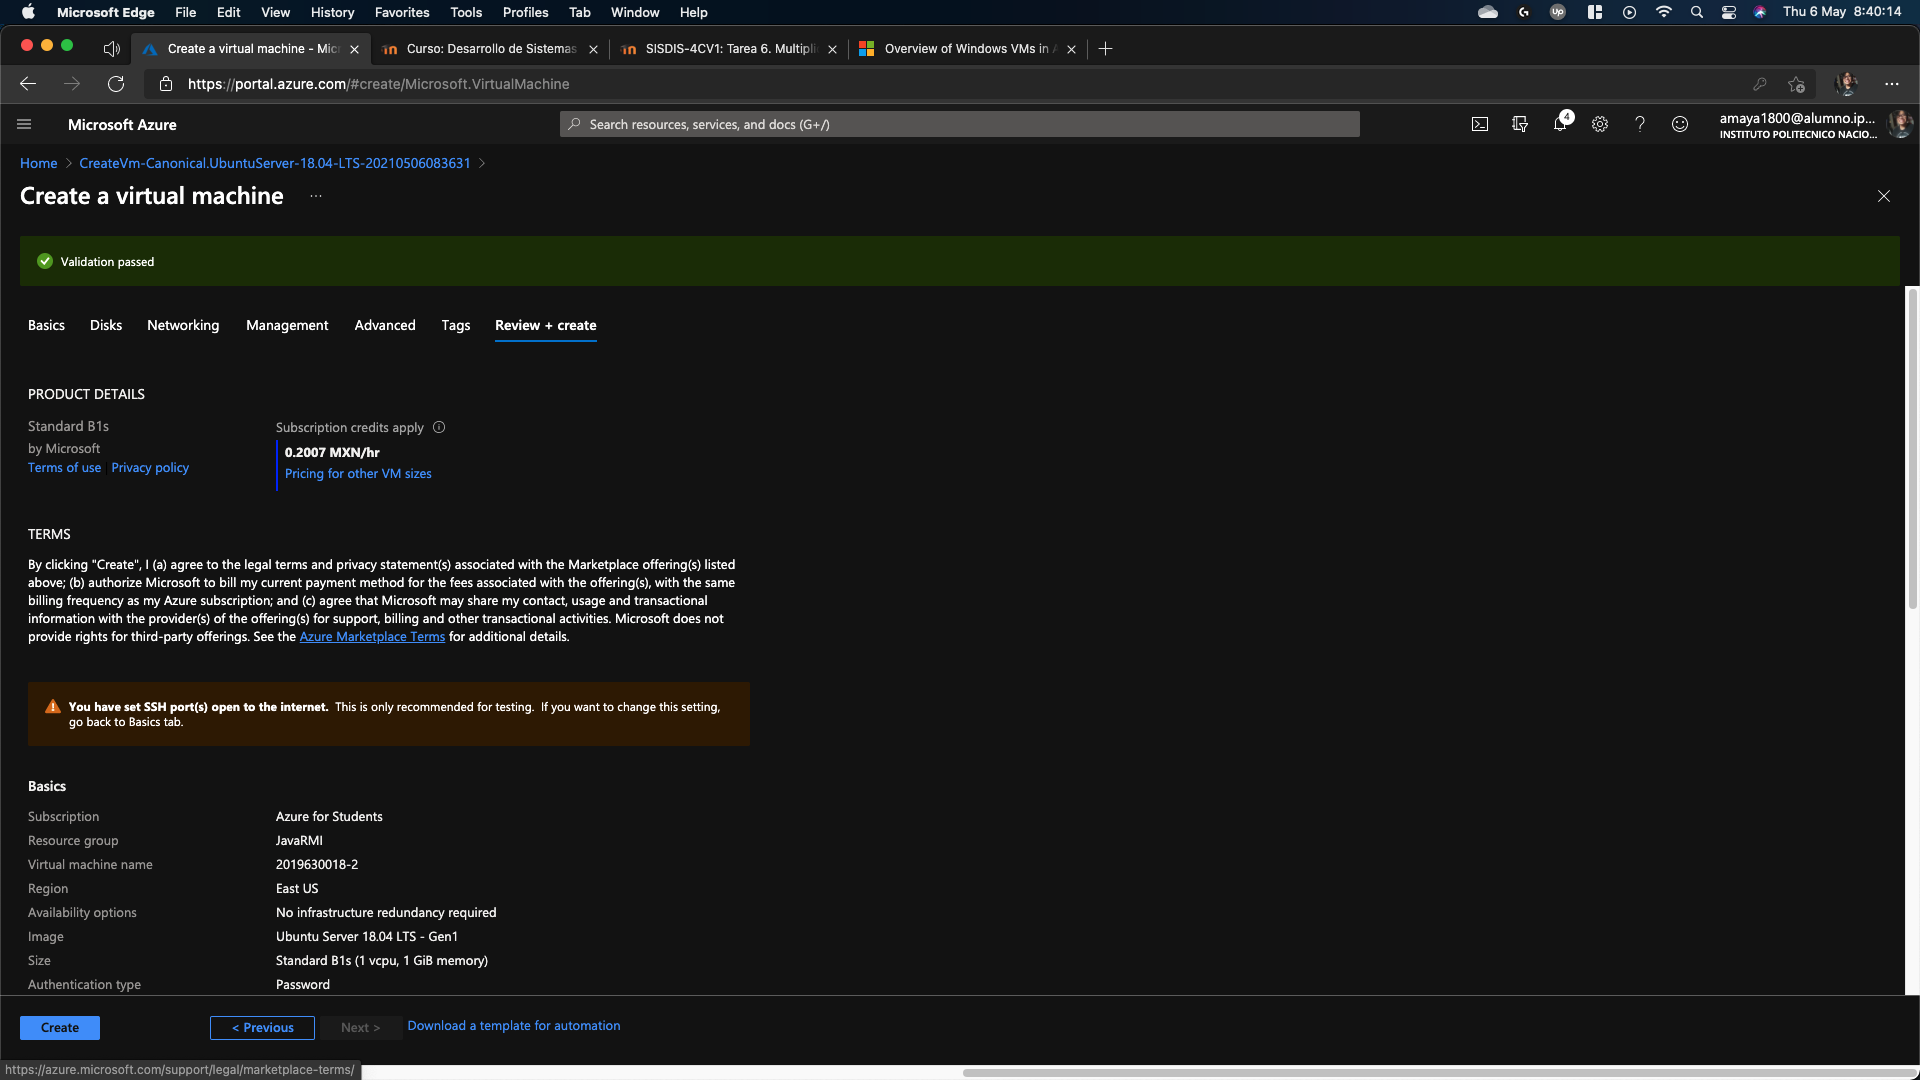 Microsoft Edge File Edit View History Favorites Tools Profiles Tab Window Help Thu 6 May 8:40:14
Create a virtual machine - Mic Curso: Desarrollo de Sistemas SISDIS-4CV1: Tarea 6. Multipli Overview of Windows VMs in A
https://portal.azure.com/#create/Microsoft.VirtualMachine
Microsoft Azure Search resources, services, and docs (G+/) 4 amaya1800@alumno.ip...
INSTITUTO POLITECNICO NACIO...
Home > CreateVm-Canonical.UbuntuServer-18.04-LTS-20210506083631 >
Create a virtual machine ...
Validation passed
Basics Disks Networking Management Advanced Tags Review + create
PRODUCT DETAILS
Standard B1s
by Microsoft
Terms of use | Privacy policy
Subscription credits apply
0.2007 MXN/hr
Pricing for other VM sizes
TERMS
By clicking "Create", I (a) agree to the legal terms and privacy statement(s) associated with the Marketplace offering(s) listed
above; (b) authorize Microsoft to bill my current payment method for the fees associated with the offering(s), with the same
billing frequency as my Azure subscription; and (c) agree that Microsoft may share my contact, usage and transactional
information with the provider(s) of the offering(s) for support, billing and other transactional activities. Microsoft does not
provide rights for third-party offerings. See the Azure Marketplace Terms for additional details.
You have set SSH port(s) open to the internet. This is only recommended for testing. If you want to change this setting,
go back to Basics tab.
Basics
Subscription Azure for Students
Resource group JavaRMI
Virtual machine name 2019630018-2
Region East US
Availability options No infrastructure redundancy required
Image Ubuntu Server 18.04 LTS - Gen1
Size Standard B1s (1 vcpu, 1 GiB memory)
Authentication type Password
Create < Previous Next > Download a template for automation
https://azure.microsoft.com/support/legal/marketplace-terms/